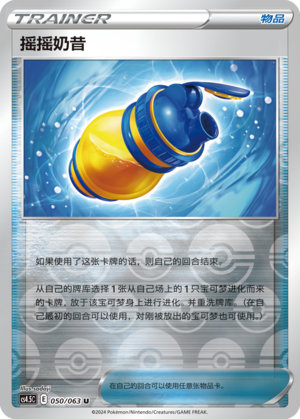 TRAINER
物品
摇摇奶昔
如果使用了这张卡牌的话，则自己的回合结束。
从自己的牌库选择1张从自己场上的1只宝可梦进化而来
的卡牌，放于该宝可梦身上进行进化。并重洗牌库。（在自
己最初的回合也可以使用，对刚被放出的宝可梦也可使用。）
Illus. sadaji
CSV4.5C E 050/063 U
在自己的回合可以使用任意张物品卡。
©2024 Pokémon/Nintendo/Creatures/GAME FREAK.